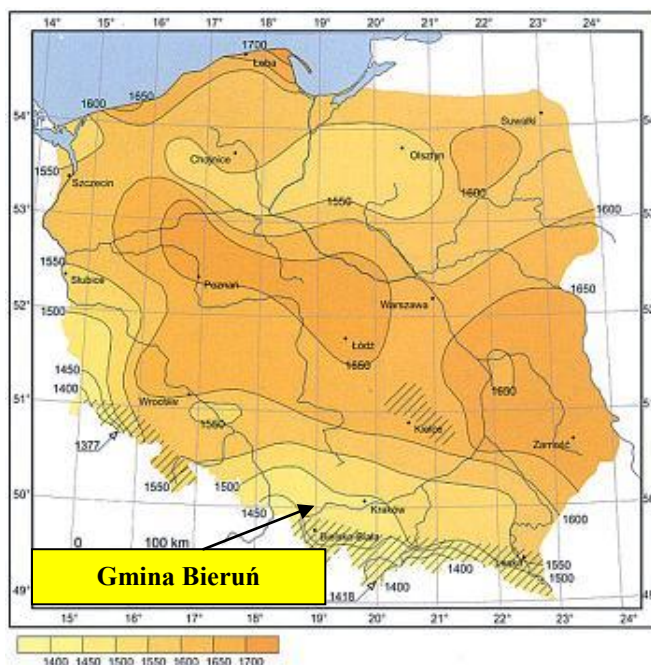 14° 15° 16° 17° 18° 19° 20° 21° 22° 23° 24°
1700
Łeba
1650
1600
54°
Suwałki
54°
Chojnice
Olsztyn
1550
Szczecin
1550
1600
53°
1600
1550
Słubice
Poznań
1650
Warszawa
52°
1500
Łódź
1550
1450
1400
1650
51°
Wrocław
1550
Kielce
Zamość
1377
1550
1500
50°
1450
Kraków
1600
0 100 km
Bielsko-Biała
1550
1500
1400
1400
1418
Gmina Bieruń
49°
15° 16° 17° 18° 19° 20° 21° 22° 23° 24°
1400 1450 1500 1550 1600 1650 1700